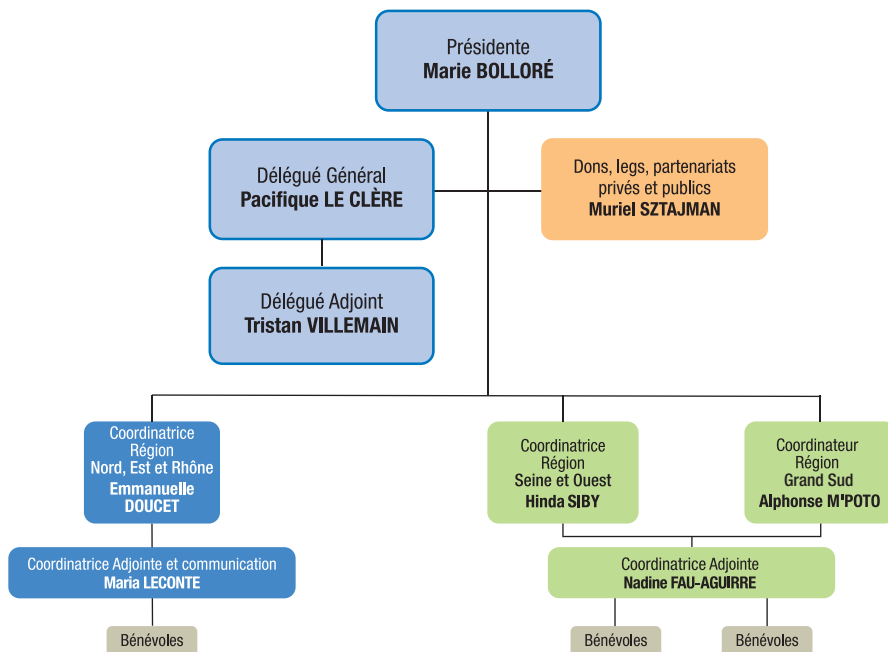 Présidente
Marie BOLLORÉ
Délégué Général
Pacifique LE CLÈRE
Dons, legs, partenariats
privés et publics
Muriel SZTAJMAN
Délégué Adjoint
Tristan VILLEMAIN
Coordinatrice
Région
Nord, Est et Rhône
Emmanuelle
DOUCET
Coordinatrice
Région
Seine et Ouest
Hinda SIBY
Coordinateur
Région
Grand Sud
Alphonse M'POTO
Coordinatrice Adjointe et communication
Maria LECONTE
Coordinatrice Adjointe
Nadine FAU-AGUIRRE
Bénévoles
Bénévoles
Bénévoles